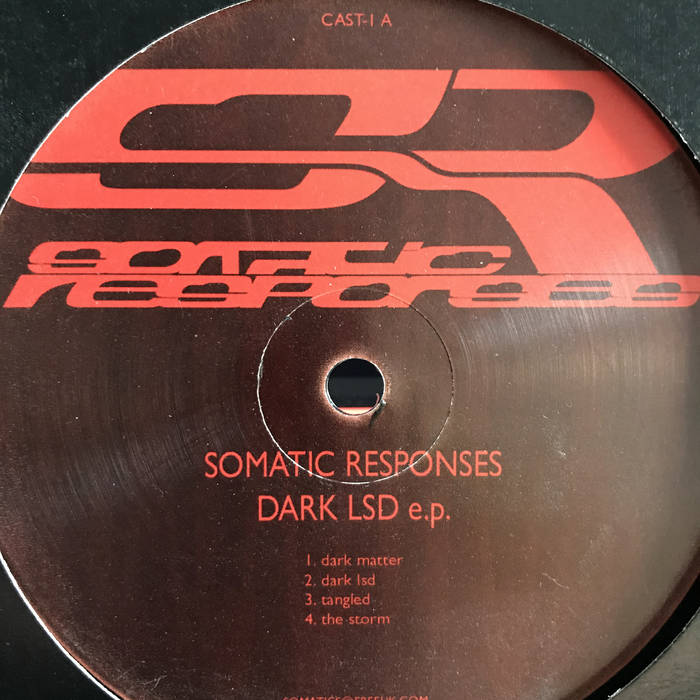 CAST-1 A
SR
somatic
responses
SOMATIC RESPONSES
DARK LSD e.p.
1. dark matter
2. dark lsd
3. tangled
4. the storm